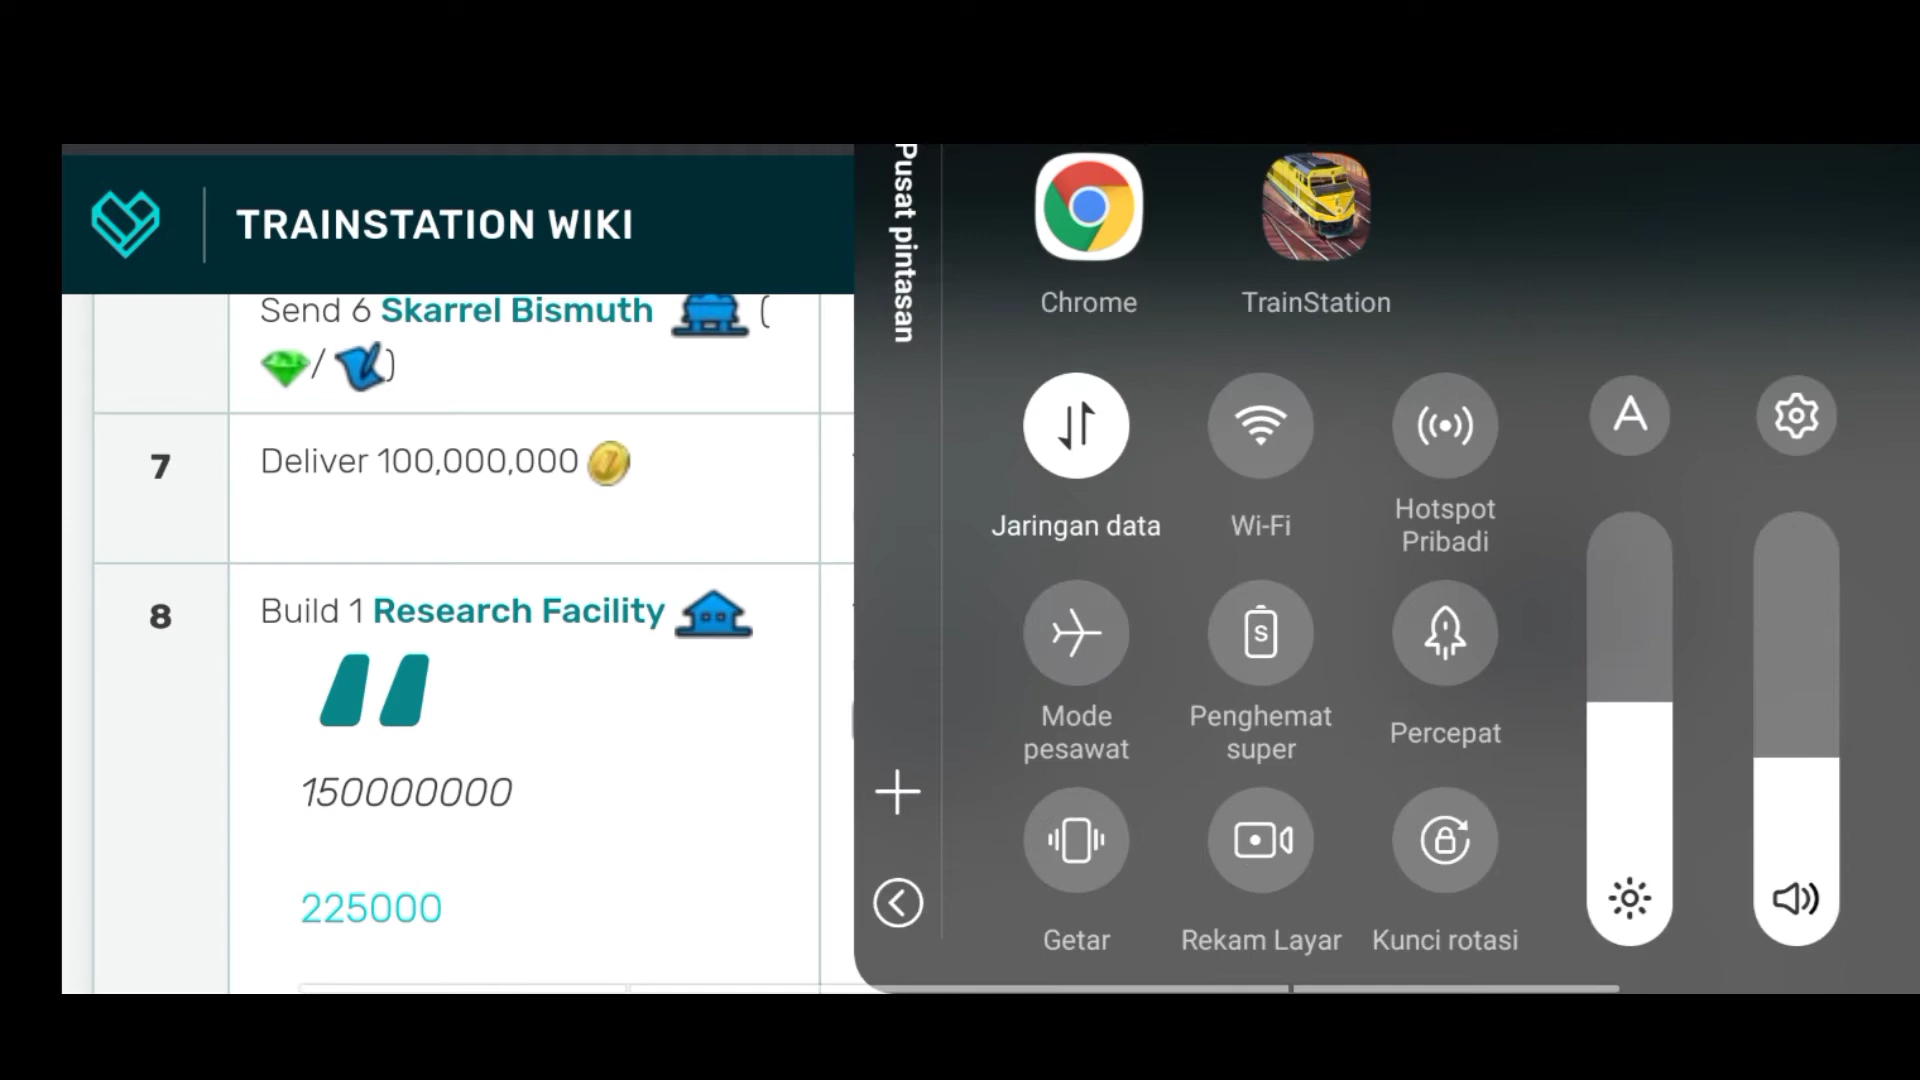 TRAINSTATION WIKI
Send 6 Skarrel Bismuth (
/ )
7
Deliver 100,000,000
8
Build 1 Research Facility
150000000
225000
Pusat pintasan
Chrome
TrainStation
Jaringan data
Wi-Fi
Hotspot
Pribadi
A
Mode
pesawat
S
Penghemat
super
Percepat
Getar
Rekam Layar
Kunci rotasi